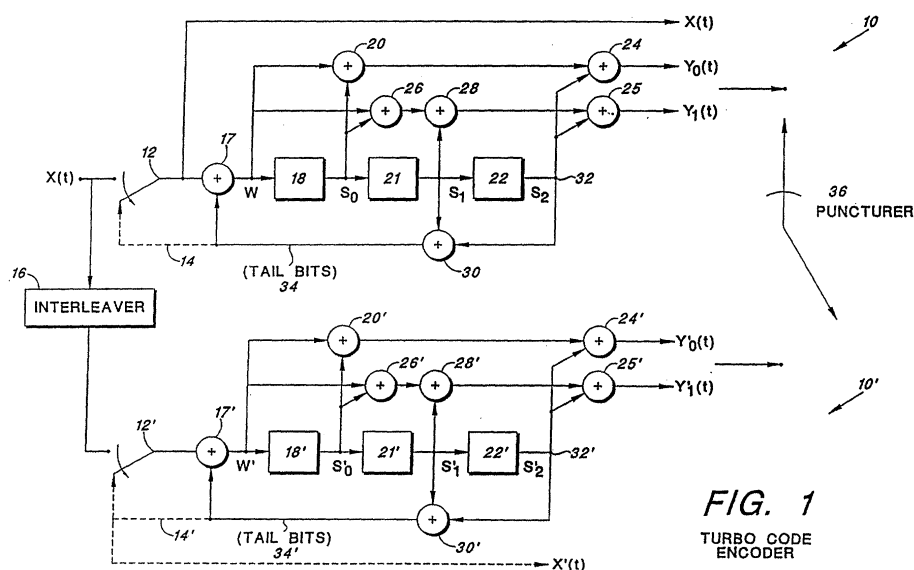 20
24
X(t)
10
Y0(t)
26
28
25
Y1(t)
17
12
X(t)
W
18
S0
21
S1
22
S2
32
36
PUNCTURER
14
(TAIL BITS)
34
30
16
INTERLEAVER
20'
24'
Y'0(t)
26'
28'
25'
Y'1(t)
10'
17'
12'
W'
18'
S'0
21'
S'1
22'
S'2
32'
14'
(TAIL BITS)
34'
30'
X'(t)
FIG. 1
TURBO CODE
ENCODER